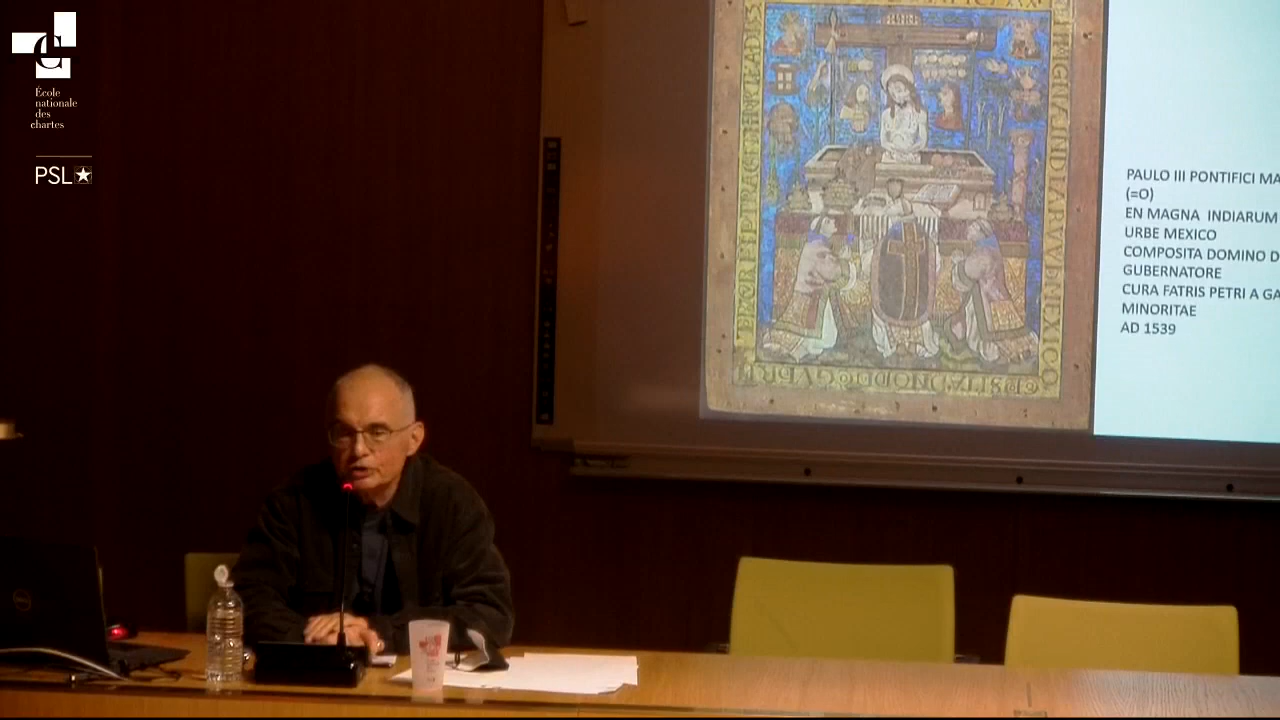 École
nationale
des
chartes
PSL
PAULO III PONTIFICI MA
(=O)
EN MAGNA INDIARUM
URBE MEXICO
COMPOSITA DOMINO D
GUBERNATORE
CURA FATRIS PETRI A GA
MINORITAE
AD 1539